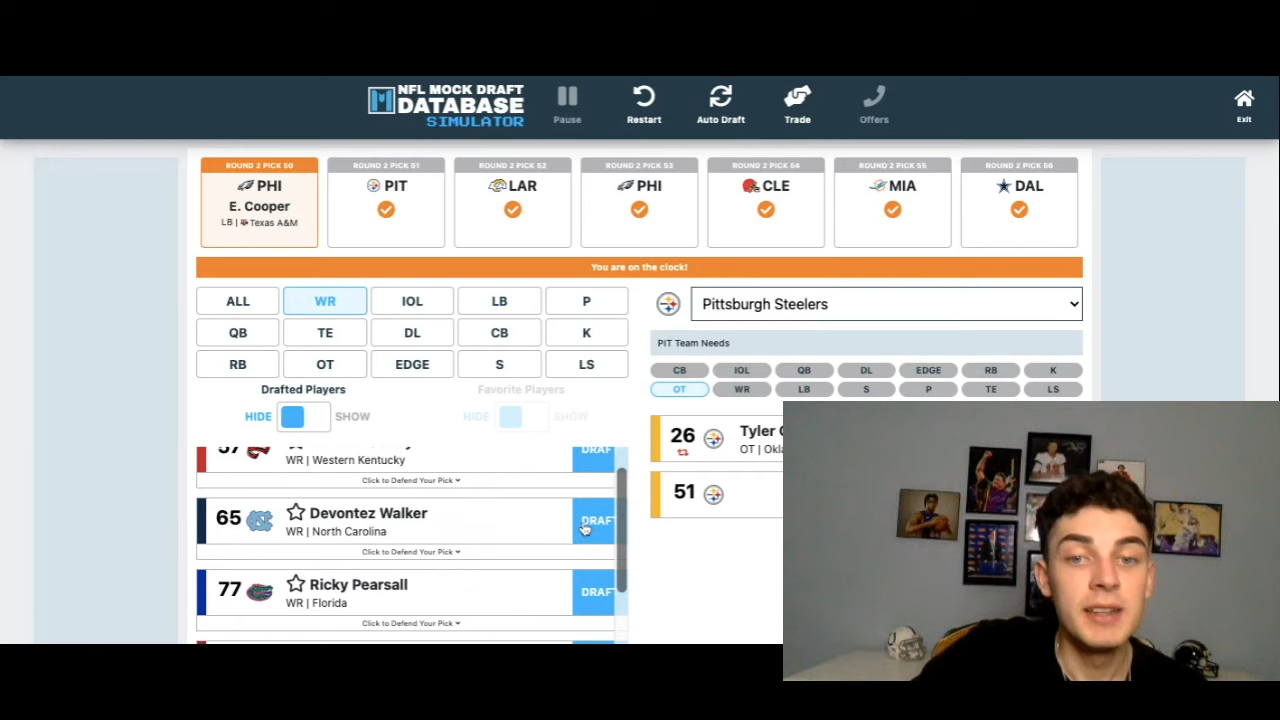 NFL MOCK DRAFT
DATABASE
SIMULATOR
Pause
Restart
Auto Draft
Trade
Offers
Exit
ROUND 2 PICK 50
PHI
E. Cooper
LB | Texas A&M
ROUND 2 PICK 51
PIT
ROUND 2 PICK 52
LAR
ROUND 2 PICK 53
PHI
ROUND 2 PICK 54
CLE
ROUND 2 PICK 55
MIA
ROUND 2 PICK 56
DAL
You are on the clock!
ALL WR IOL LB P
QB TE DL CB K
RB OT EDGE S LS
Drafted Players
HIDE SHOW
Favorite Players
HIDE SHOW
57
WR | Western Kentucky
DRAFT
Click to Defend Your Pick
65 Devontez Walker
WR | North Carolina
DRAFT
Click to Defend Your Pick
77 Ricky Pearsall
WR | Florida
DRAFT
Click to Defend Your Pick
Pittsburgh Steelers
PIT Team Needs
CB IOL QB DL EDGE RB K
OT WR LB S P TE LS
26 Tyler
OT |
51